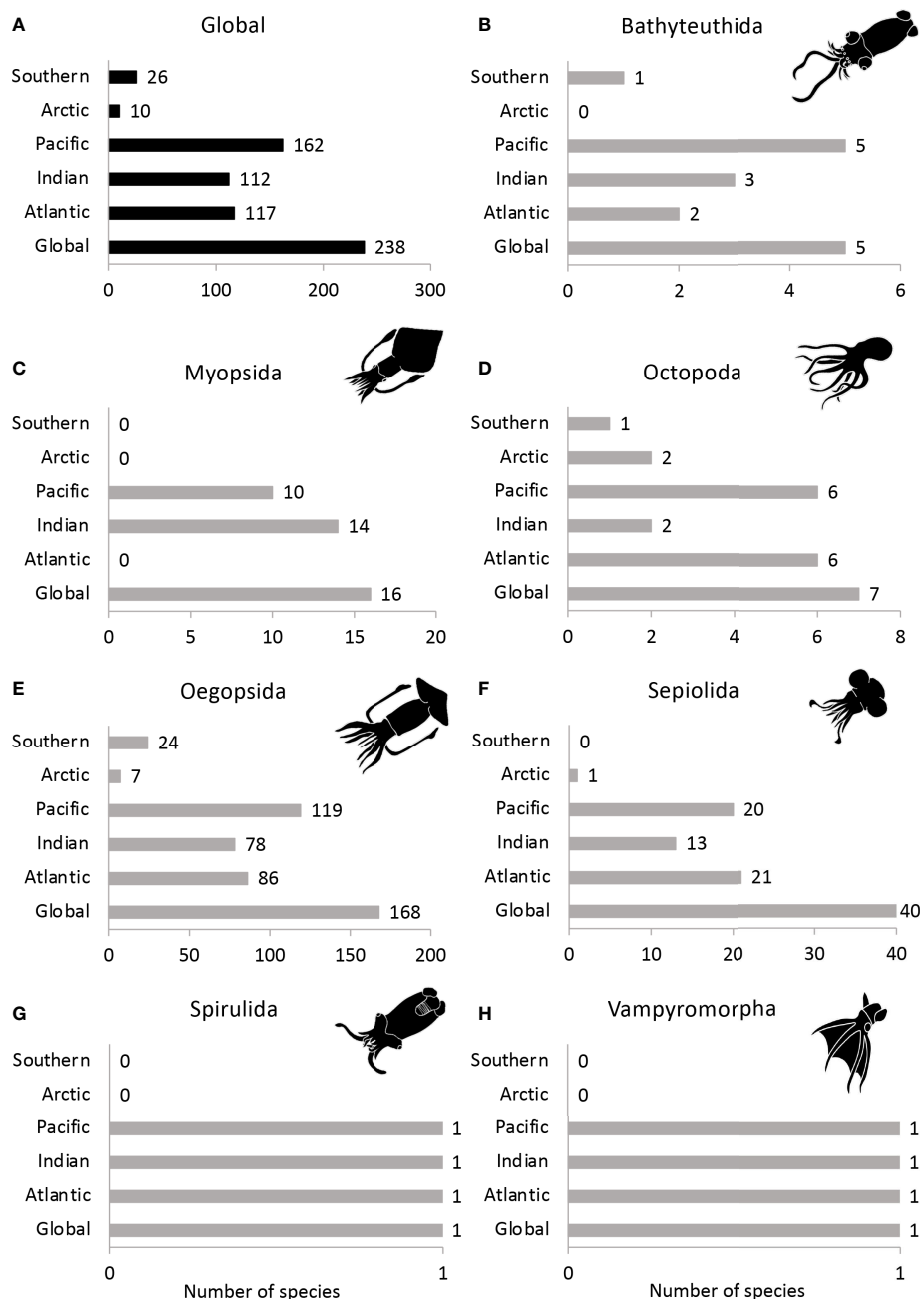 A
Global
Southern 26
Arctic 10
Pacific 162
Indian 112
Atlantic 117
Global 238
0 100 200 300
B
Bathyteuthida
Southern 1
Arctic 0
Pacific 5
Indian 3
Atlantic 2
Global 5
0 2 4 6
C
Myopsida
Southern 0
Arctic 0
Pacific 10
Indian 14
Atlantic 0
Global 16
0 5 10 15 20
D
Octopoda
Southern 1
Arctic 2
Pacific 6
Indian 2
Atlantic 6
Global 7
0 2 4 6 8
E
Oegopsida
Southern 24
Arctic 7
Pacific 119
Indian 78
Atlantic 86
Global 168
0 50 100 150 200
F
Sepiolida
Southern 0
Arctic 1
Pacific 20
Indian 13
Atlantic 21
Global 40
0 10 20 30 40
G
Spirulida
Southern 0
Arctic 0
Pacific 1
Indian 1
Atlantic 1
Global 1
0 1
Number of species
H
Vampyromorpha
Southern 0
Arctic 0
Pacific 1
Indian 1
Atlantic 1
Global 1
0 1
Number of species